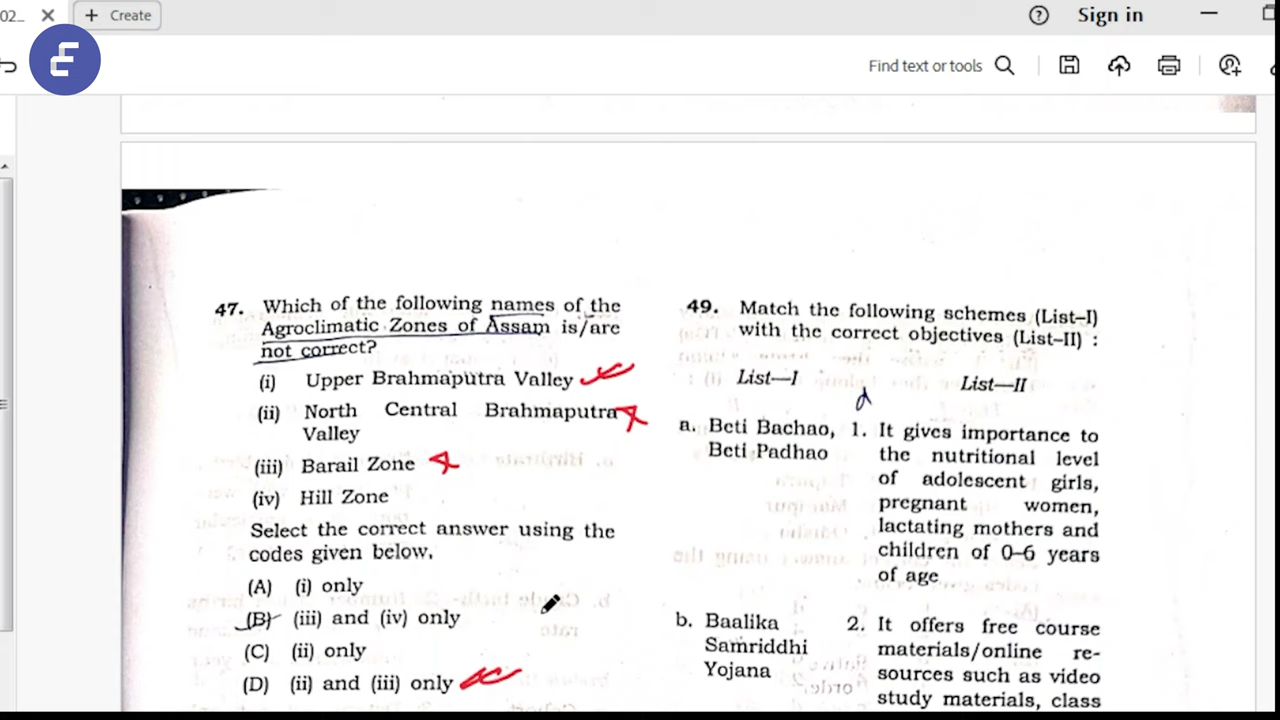 02...
Create
Sign in
Find text or tools
47. Which of the following names of the
Agroclimatic Zones of Assam is/are
not correct?
(i) Upper Brahmaputra Valley
(ii) North Central Brahmaputra
Valley
(iii) Barail Zone
(iv) Hill Zone
Select the correct answer using the
codes given below.
(A) (i) only
(B) (iii) and (iv) only
(C) (ii) only
(D) (ii) and (iii) only
49. Match the following schemes (List—I)
with the correct objectives (List—II) :
List—I List—II
d
a. Beti Bachao, 1. It gives importance to
Beti Padhao the nutritional level
of adolescent girls,
pregnant women,
lactating mothers and
children of 0–6 years
of age
b. Baalika 2. It offers free course
Samriddhi materials/online re-
Yojana sources such as video
study materials, class